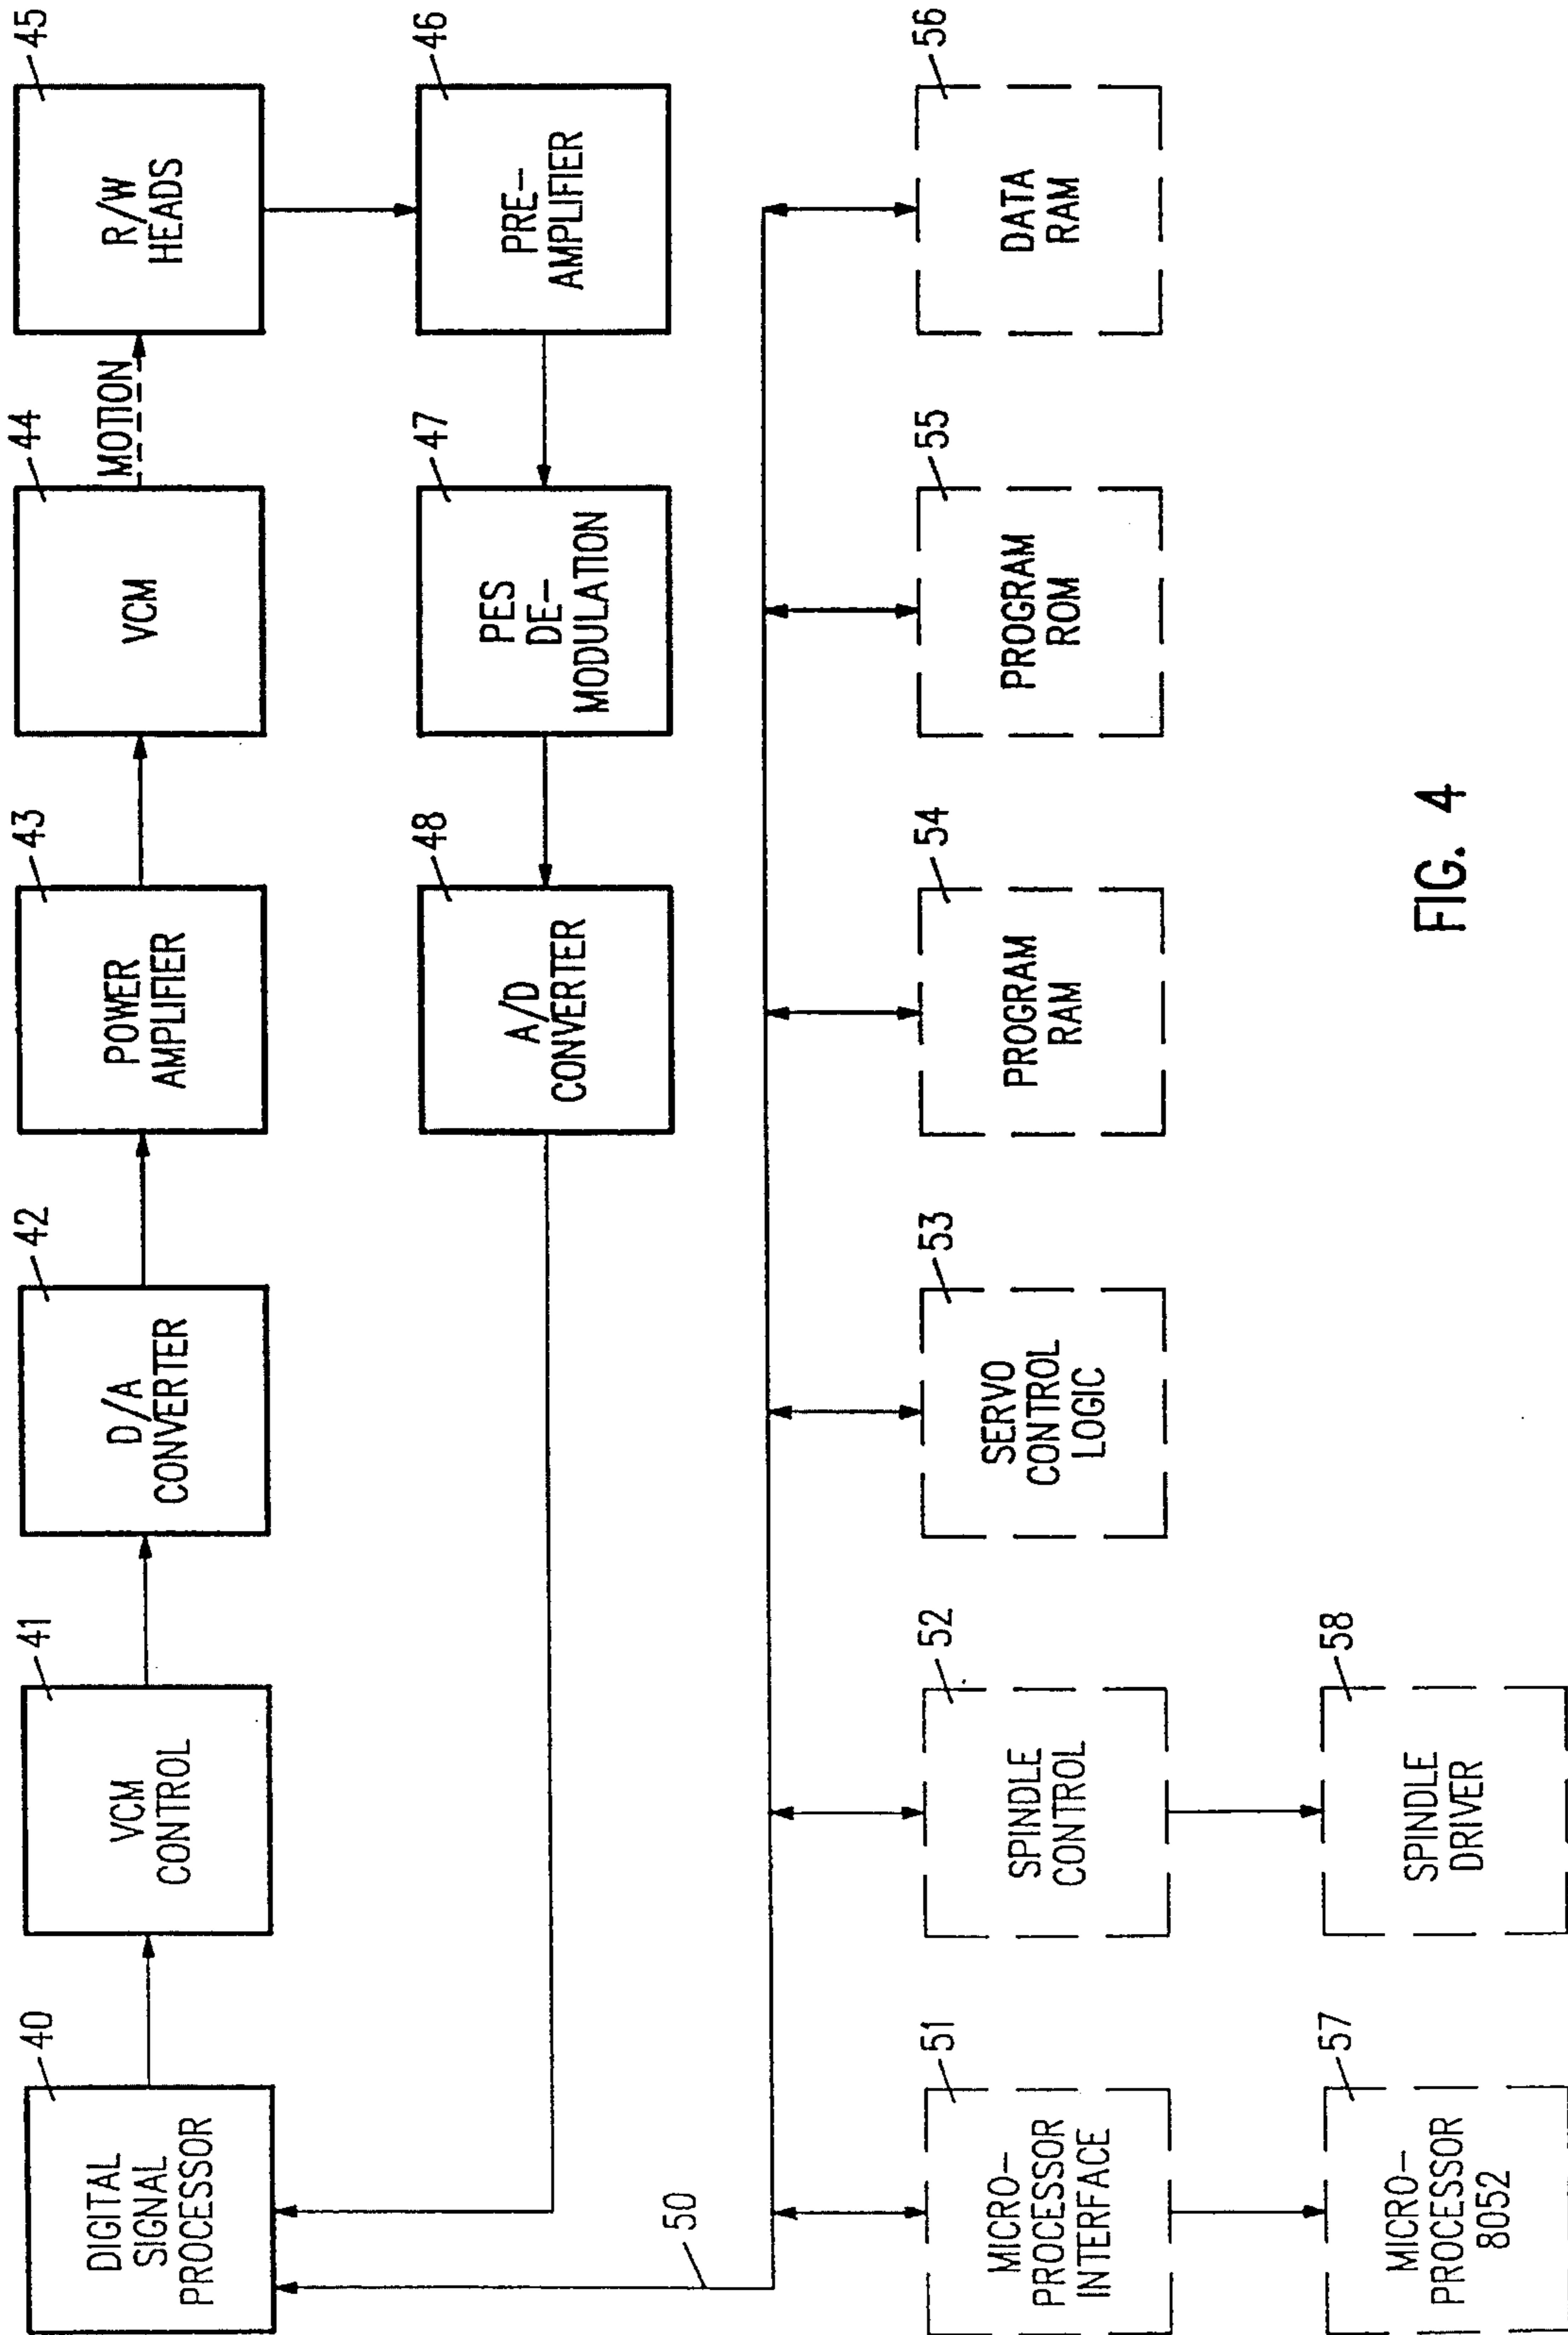 40
DIGITAL
SIGNAL
PROCESSOR
41
VCM
CONTROL
42
D/A
CONVERTER
43
POWER
AMPLIFIER
44
VCM
MOTION
45
R/W
HEADS
46
PRE-
AMPLIFIER
47
PES
DE-
MODULATION
48
A/D
CONVERTER
50
51
MICRO-
PROCESSOR
INTERFACE
52
SPINDLE
CONTROL
53
SERVO
CONTROL
LOGIC
54
PROGRAM
RAM
55
PROGRAM
ROM
56
DATA
RAM
57
MICRO-
PROCESSOR
8052
58
SPINDLE
DRIVER
FIG. 4